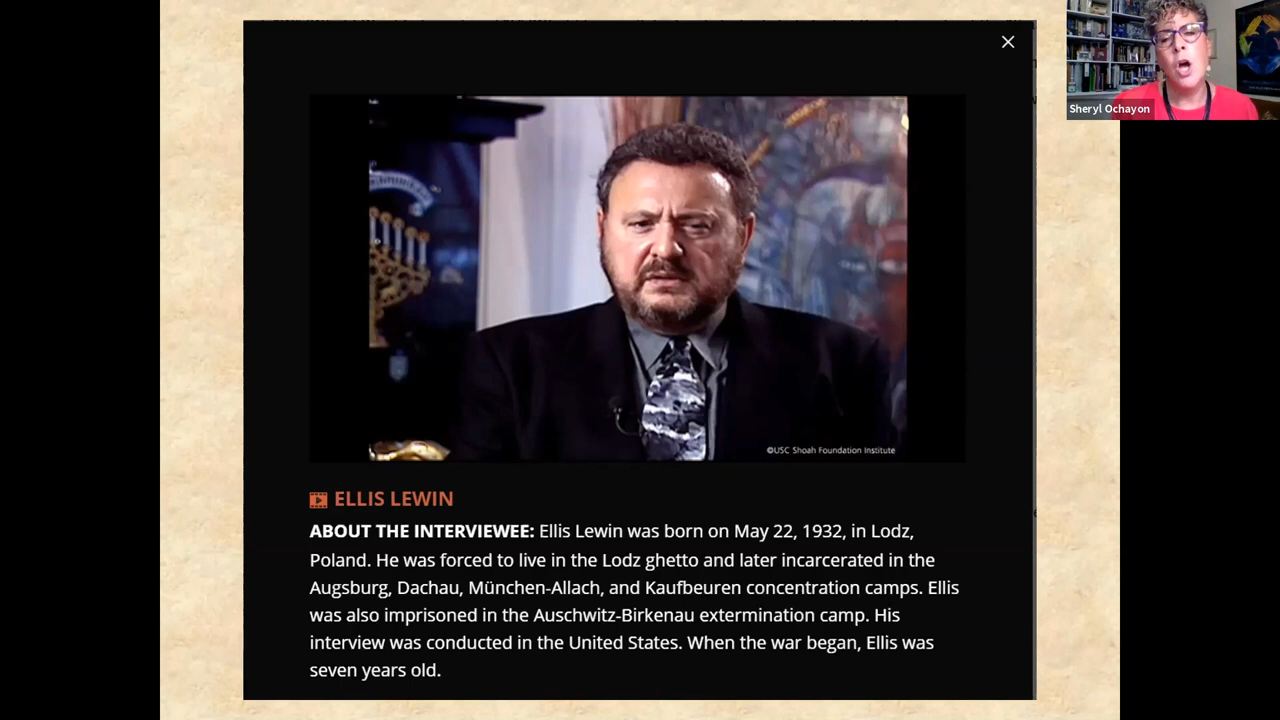 Sheryl Ochayon
©USC Shoah Foundation Institute
ELLIS LEWIN
ABOUT THE INTERVIEWEE: Ellis Lewin was born on May 22, 1932, in Lodz,
Poland. He was forced to live in the Lodz ghetto and later incarcerated in the
Augsburg, Dachau, München-Allach, and Kaufbeuren concentration camps. Ellis
was also imprisoned in the Auschwitz-Birkenau extermination camp. His
interview was conducted in the United States. When the war began, Ellis was
seven years old.